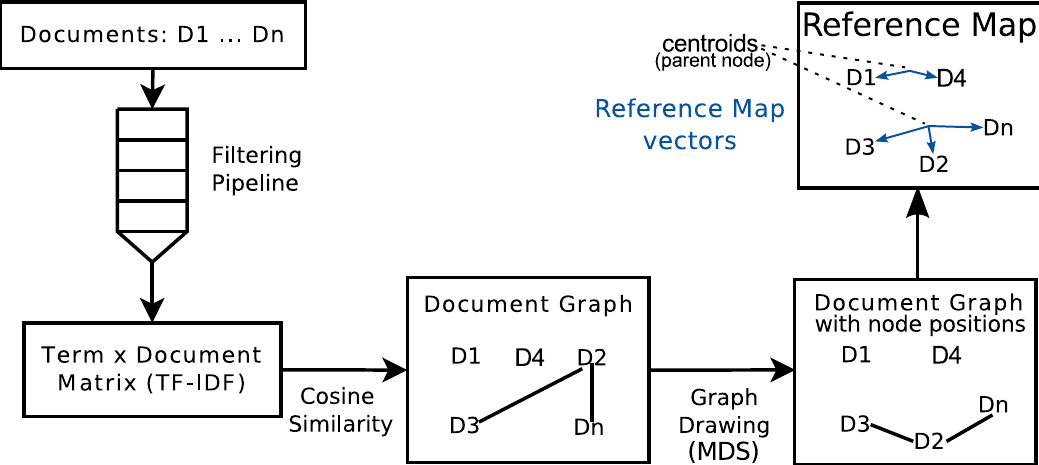 Documents: D1 ... Dn
Filtering
Pipeline
Term x Document
Matrix (TF-IDF)
Cosine
Similarity
Document Graph
D1 D4 D2
D3 Dn
Graph
Drawing
(MDS)
Document Graph
with node positions
D1 D4
Dn
D3 D2
Reference Map
centroids
(parent node)
Reference Map
vectors
D1 D4
Dn
D3
D2